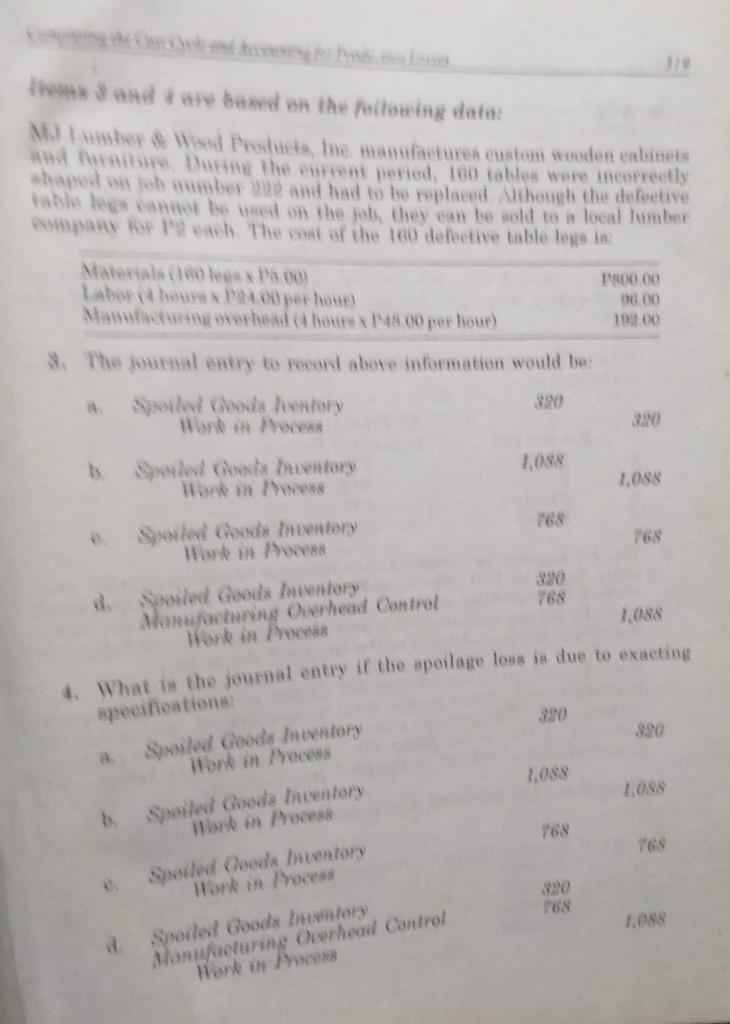 Completing the Cost Cycle and Accounting for Production Losses
Items 3 and 4 are based on the following data:
MJ Lumber & Wood Products, Inc. manufactures custom wooden cabinets
and furniture. During the current period, 160 tables were incorrectly
shaped on job number 222 and had to be replaced. Although the defective
table legs cannot be used on the job, they can be sold to a local lumber
company for P2 each. The cost of the 160 defective table legs is:
Materials (160 legs x P5.00) P800.00
Labor (4 hours x P24.00 per hour) 96.00
Manufacturing overhead (4 hours x P48.00 per hour) 192.00
3. The journal entry to record above information would be:
a. Spoiled Goods Iventory 320
Work in Process 320
b. Spoiled Goods Inventory 1,088
Work in Process 1,088
c. Spoiled Goods Inventory 768
Work in Process 768
d. Spoiled Goods Inventory 320
Manufacturing Overhead Control 768
Work in Process 1,088
4. What is the journal entry if the spoilage loss is due to exacting
specifications:
a. Spoiled Goods Inventory 320
Work in Process 320
b. Spoiled Goods Inventory 1,088
Work in Process 1,088
c. Spoiled Goods Inventory 768
Work in Process 768
d. Spoiled Goods Inventory 320
Manufacturing Overhead Control 768
Work in Process 1,088